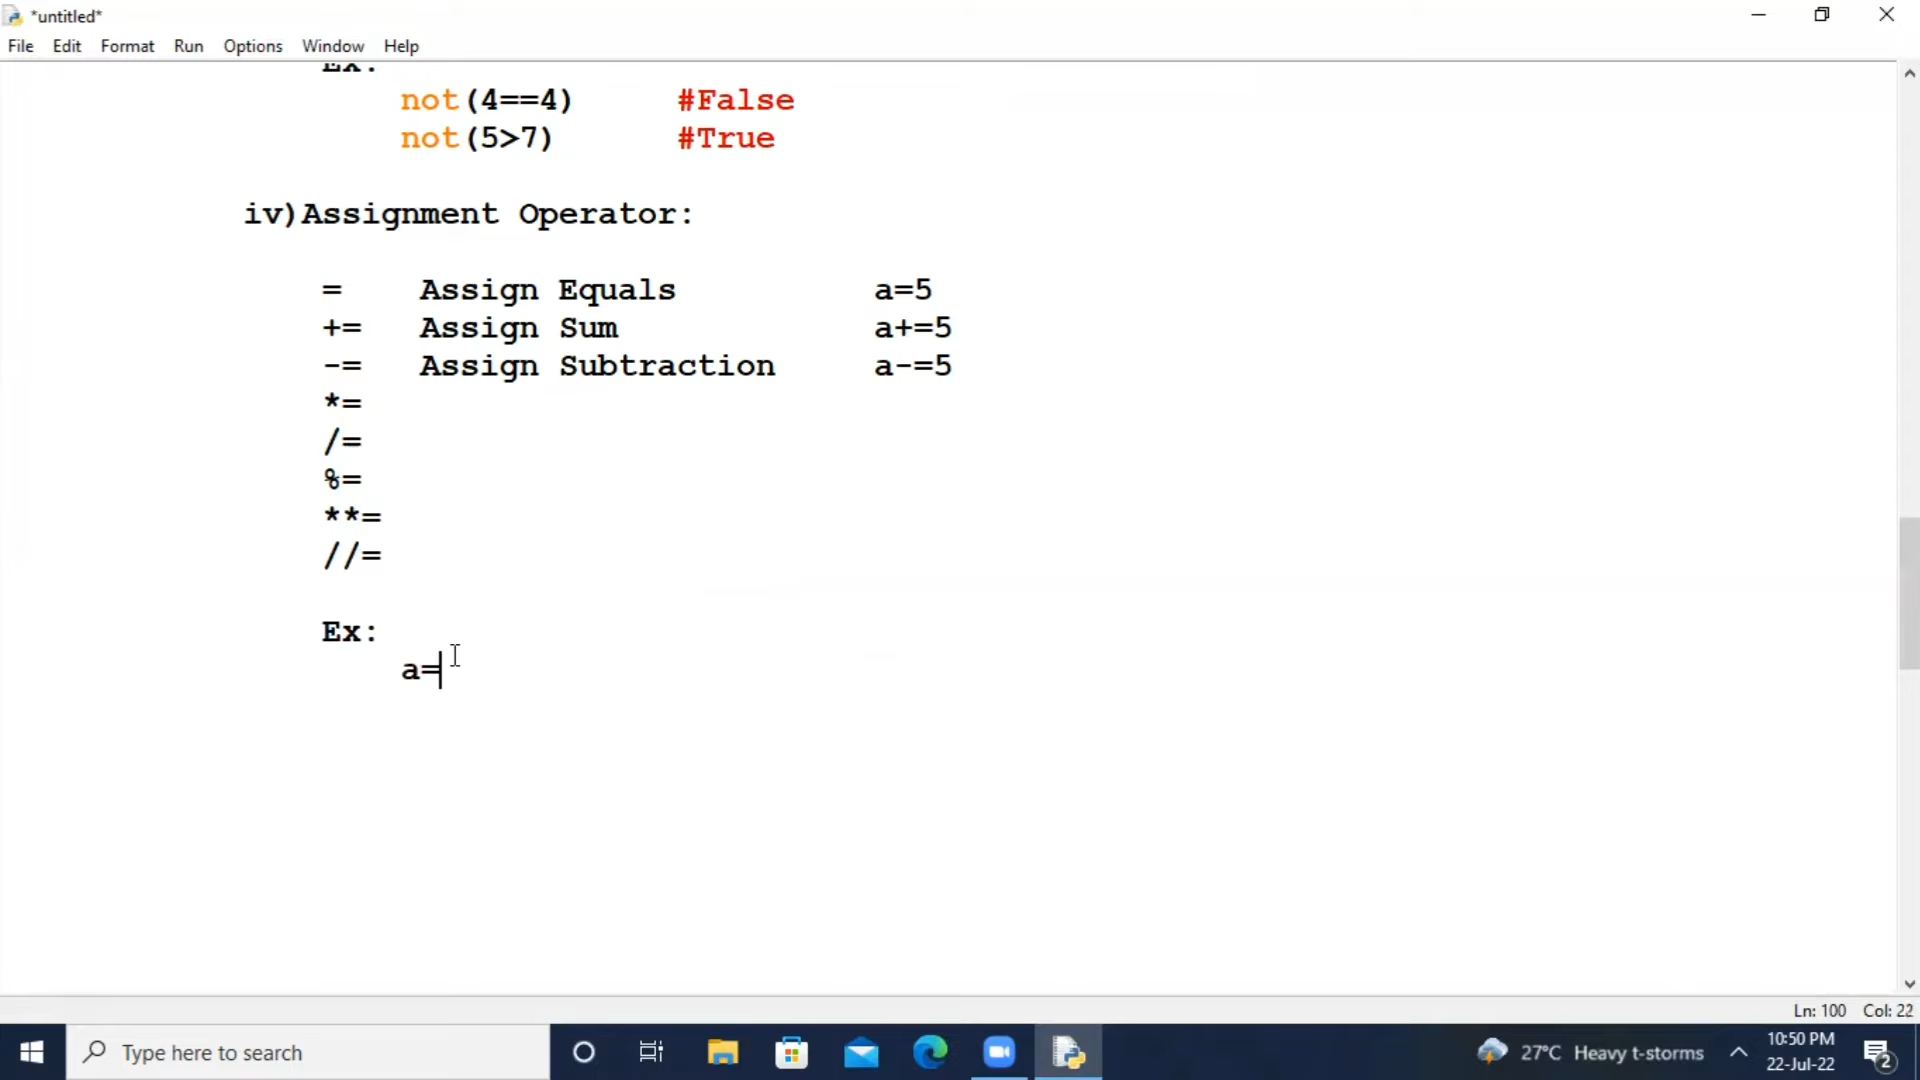 *untitled*
File Edit Format Run Options Window Help
Ex:
not(4==4) #False
not(5>7) #True
iv)Assignment Operator:
= Assign Equals a=5
+= Assign Sum a+=5
-= Assign Subtraction a-=5
*=
/=
%=
**=
//=
Ex:
a=
Ln: 100 Col: 22
Type here to search
27°C Heavy t-storms
10:50 PM
22-Jul-22
2